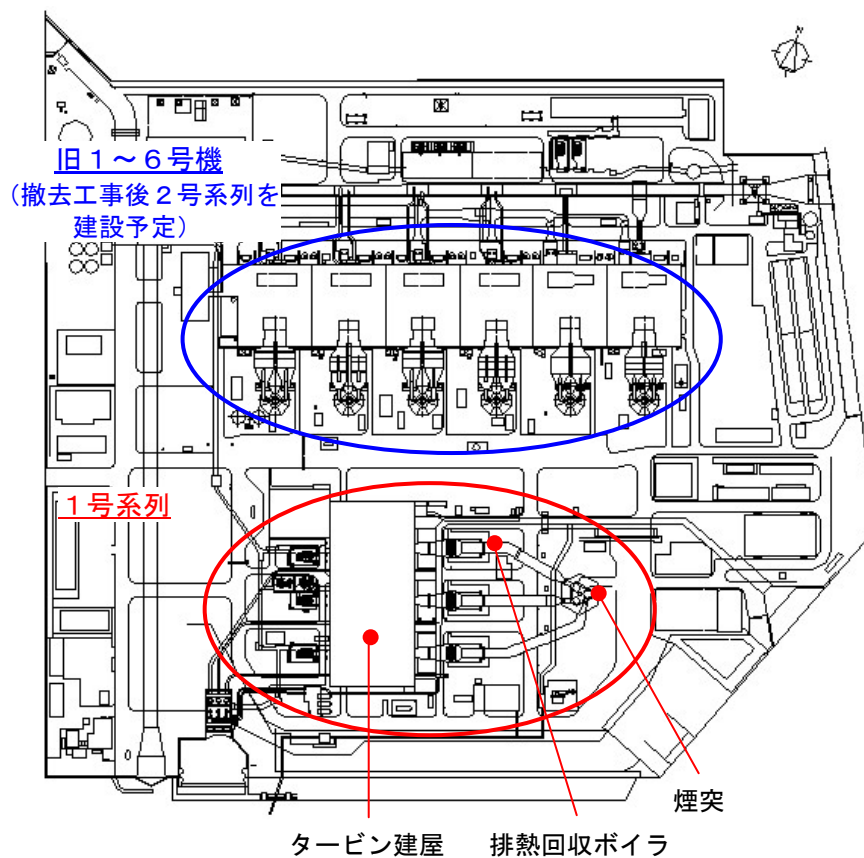 旧１～６号機
（撤去工事後２号系列を
建設予定）
１号系列
煙突
タービン建屋
排熱回収ボイラ